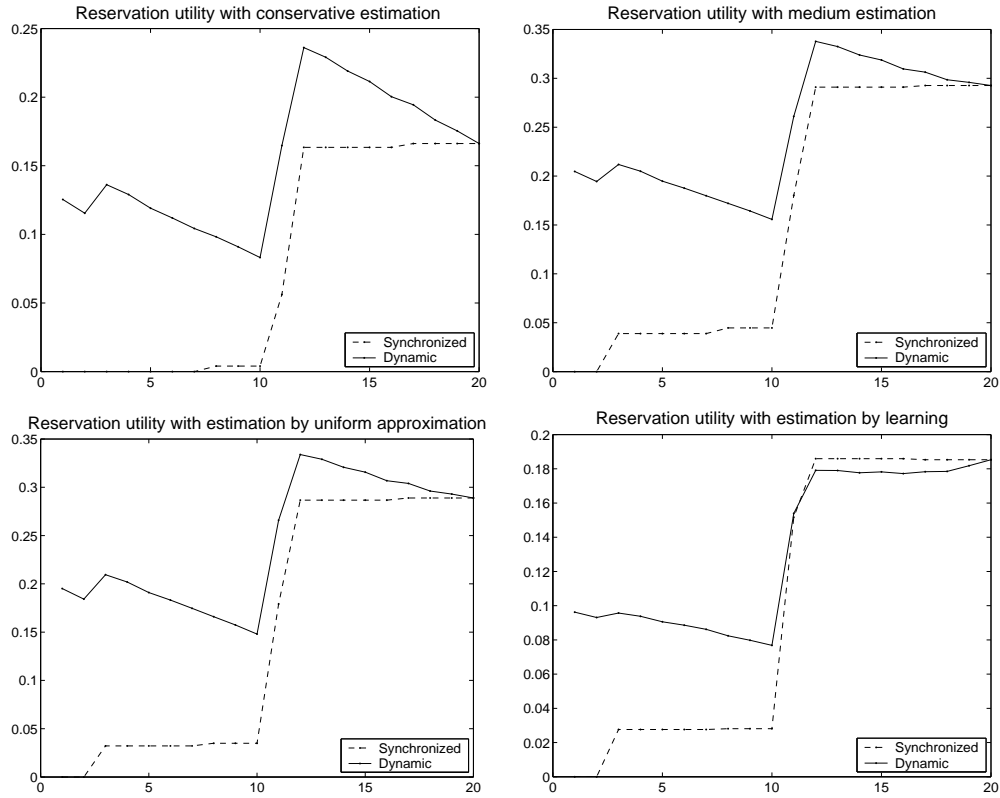 Reservation utility with conservative estimation
0.25
0.2
0.15
0.1
0.05
0
0 5 10 15 20
Synchronized
Dynamic
Reservation utility with medium estimation
0.35
0.3
0.25
0.2
0.15
0.1
0.05
0
0 5 10 15 20
Synchronized
Dynamic
Reservation utility with estimation by uniform approximation
0.35
0.3
0.25
0.2
0.15
0.1
0.05
0
0 5 10 15 20
Synchronized
Dynamic
Reservation utility with estimation by learning
0.2
0.18
0.16
0.14
0.12
0.1
0.08
0.06
0.04
0.02
0
0 5 10 15 20
Synchronized
Dynamic